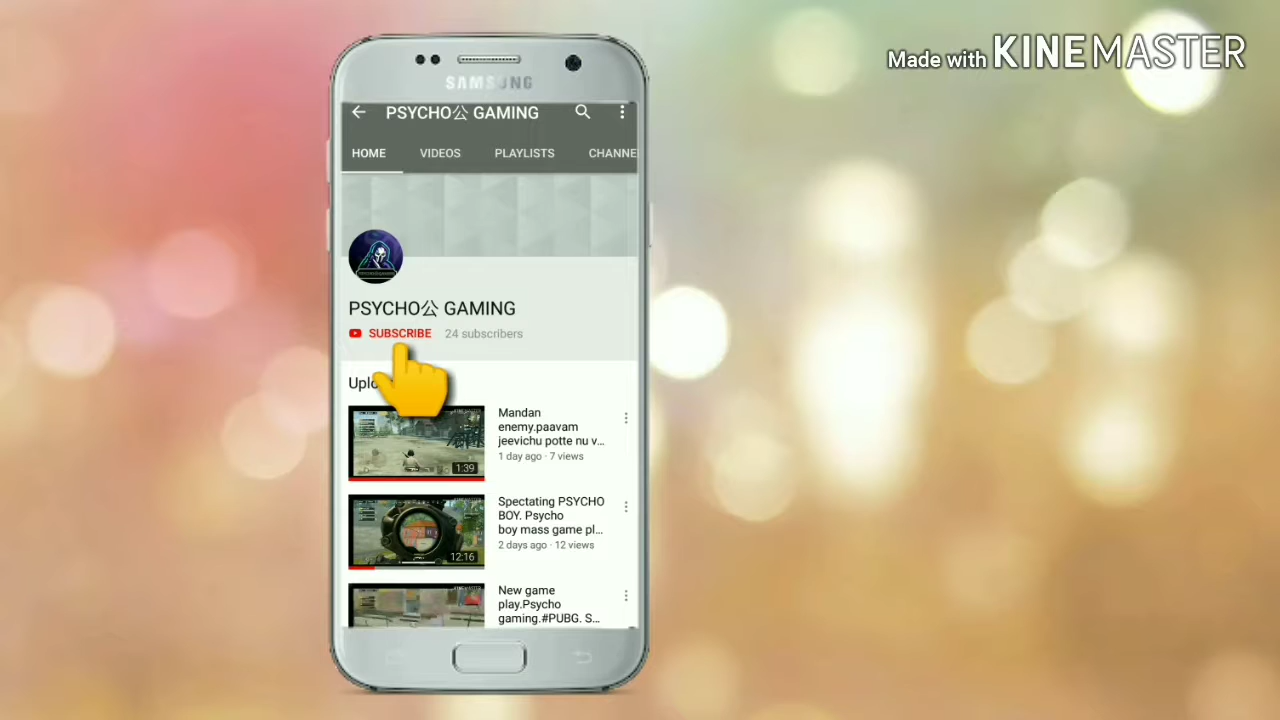 Made with KINEMASTER
SAMSUNG
PSYCHO公 GAMING
HOME VIDEOS PLAYLISTS CHANNE
PSYCHO公 GAMING
SUBSCRIBE 24 subscribers
Uplo
Mandan
enemy.paavam
jeevichu potte nu v...
1 day ago · 7 views
1:39
Spectating PSYCHO
BOY. Psycho
boy mass game pl...
2 days ago · 12 views
12:16
New game
play.Psycho
gaming.#PUBG. S...